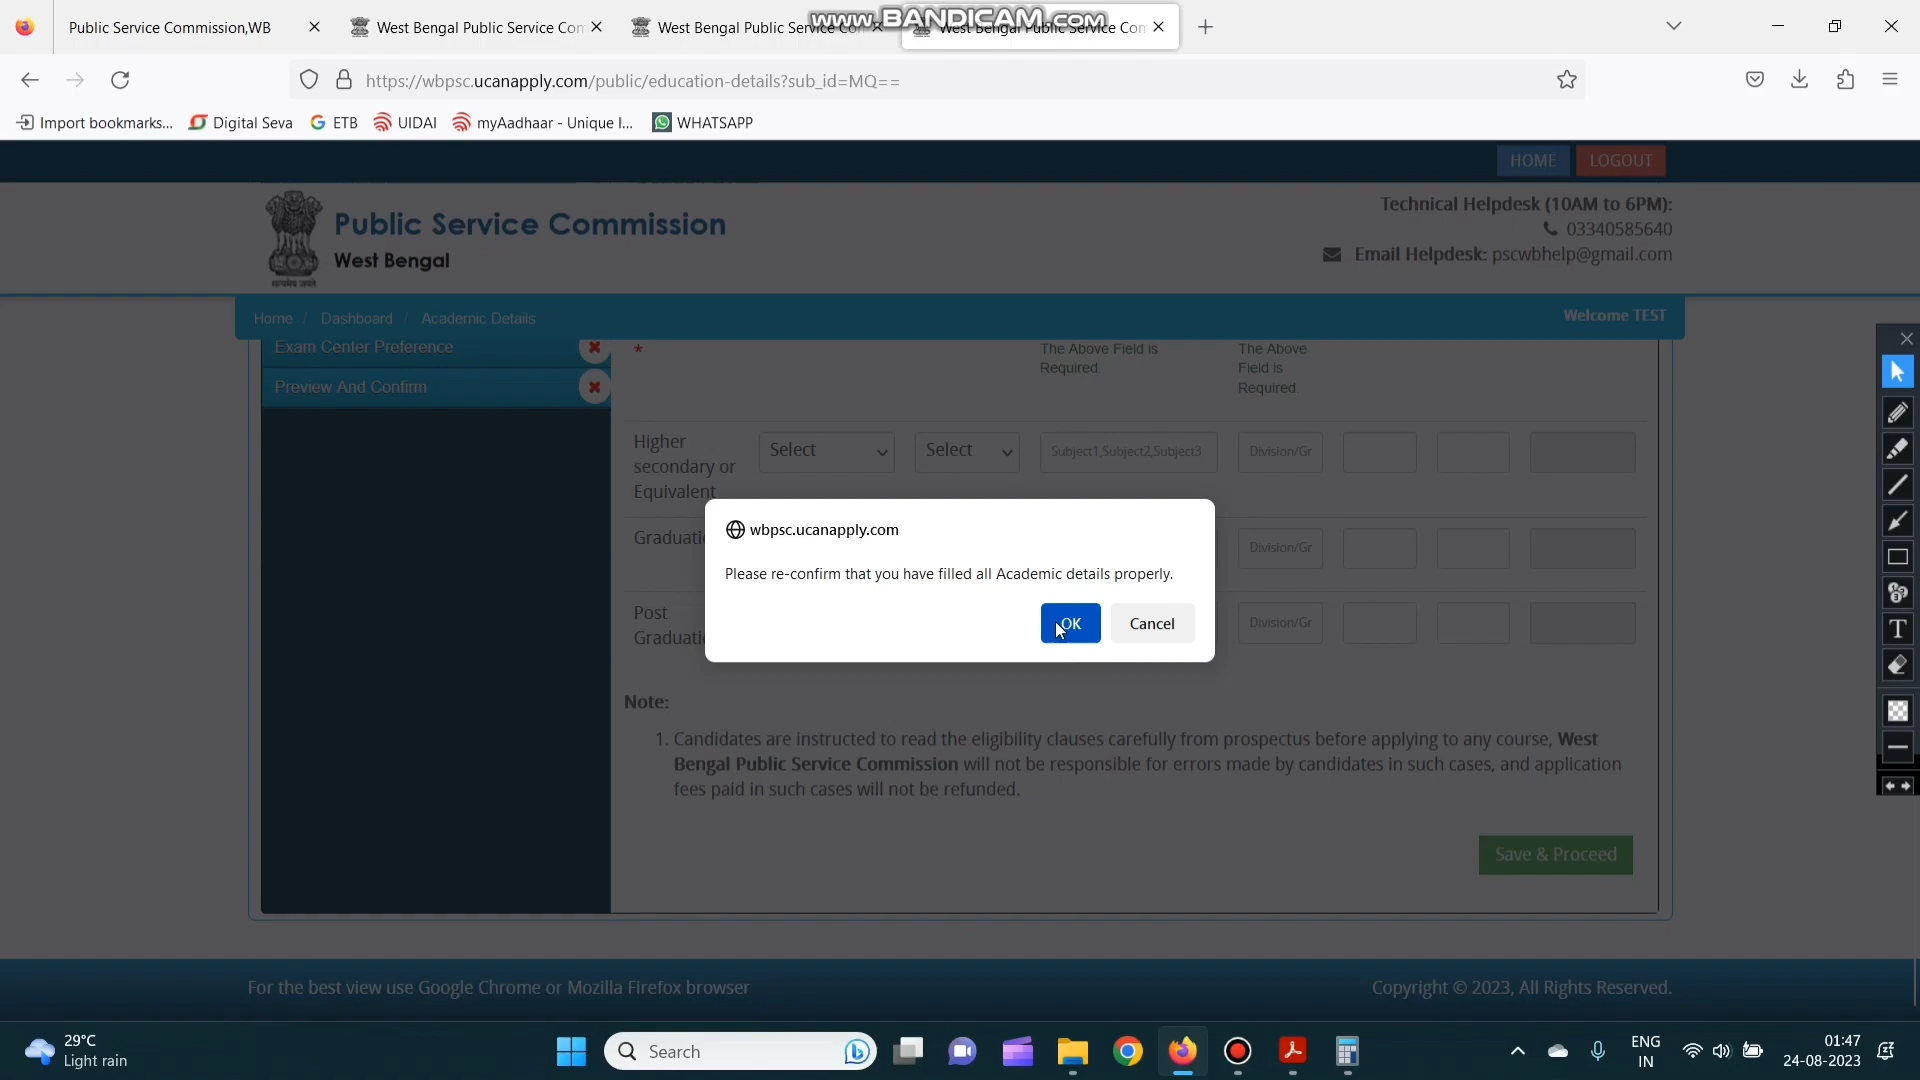 www.BANDICAM.com
Public Service Commission,WB
West Bengal Public Service Con
West Bengal Public Service Con
West Bengal Public Service Con
https://wbpsc.ucanapply.com/public/education-details?sub_id=MQ==
Import bookmarks... Digital Seva ETB UIDAI myAadhaar - Unique I... WHATSAPP
HOME LOGOUT
Public Service Commission
West Bengal
सत्यमेव जयते
Technical Helpdesk (10AM to 6PM):
03340585640
Email Helpdesk: pscwbhelp@gmail.com
Home / Dashboard / Academic Details
Welcome TEST
Exam Center Preference
Preview And Confirm
*
The Above Field is
Required
The Above
Field is
Required
Higher
secondary or
Equivalent
Select
Select
Subject1,Subject2,Subject3
Division/Gr
Graduati
Division/Gr
Post
Graduati
Division/Gr
wbpsc.ucanapply.com
Please re-confirm that you have filled all Academic details properly.
OK
Cancel
Note:
1. Candidates are instructed to read the eligibility clauses carefully from prospectus before applying to any course, West
Bengal Public Service Commission will not be responsible for errors made by candidates in such cases, and application
fees paid in such cases will not be refunded.
Save & Proceed
For the best view use Google Chrome or Mozilla Firefox browser
Copyright © 2023, All Rights Reserved.
29°C
Light rain
Search
ENG
IN
01:47
24-08-2023